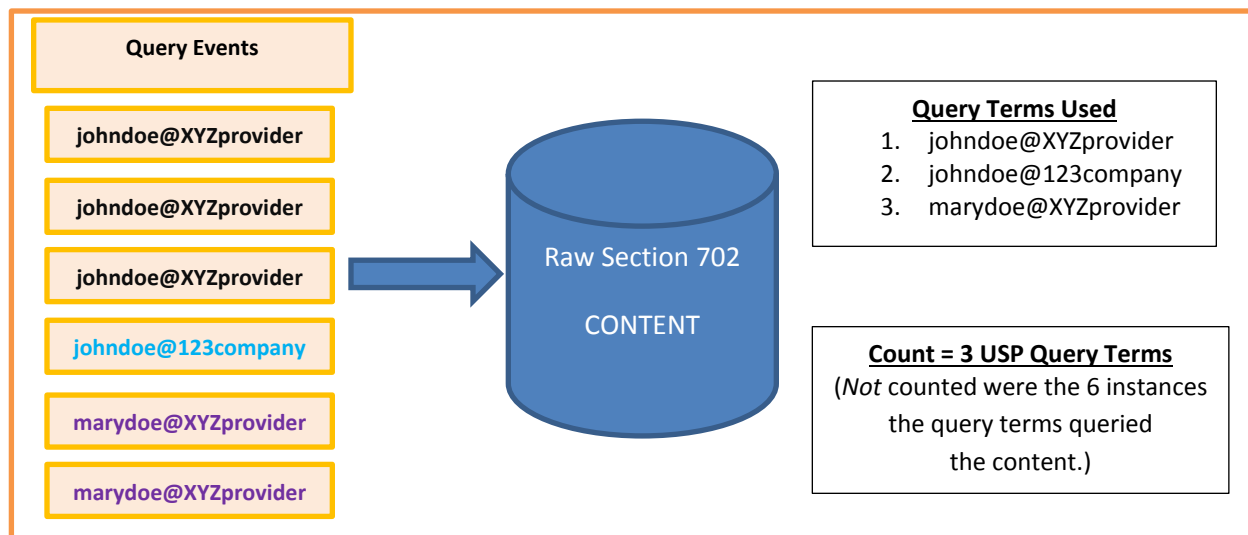 Query Events
johndoe@XYZprovider
johndoe@XYZprovider
johndoe@XYZprovider
johndoe@123company
marydoe@XYZprovider
marydoe@XYZprovider
Raw Section 702
CONTENT
Query Terms Used
1. johndoe@XYZprovider
2. johndoe@123company
3. marydoe@XYZprovider
Count = 3 USP Query Terms
(Not counted were the 6 instances
the query terms queried
the content.)